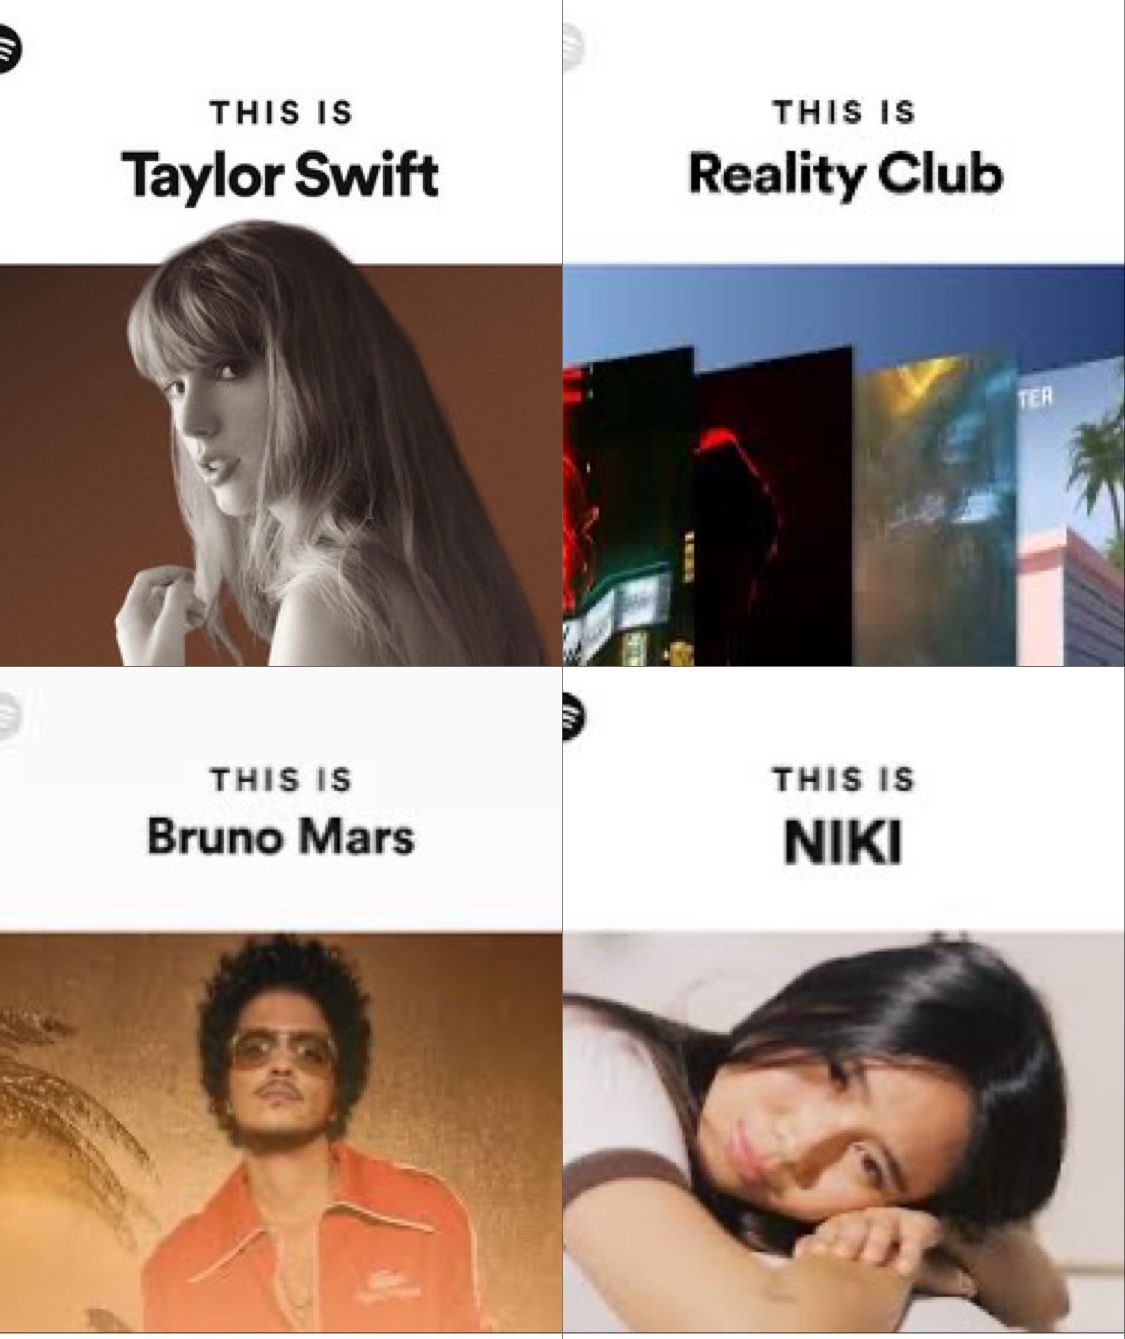 THIS IS
Taylor Swift
THIS IS
Reality Club
TER
THIS IS
Bruno Mars
THIS IS
NIKI